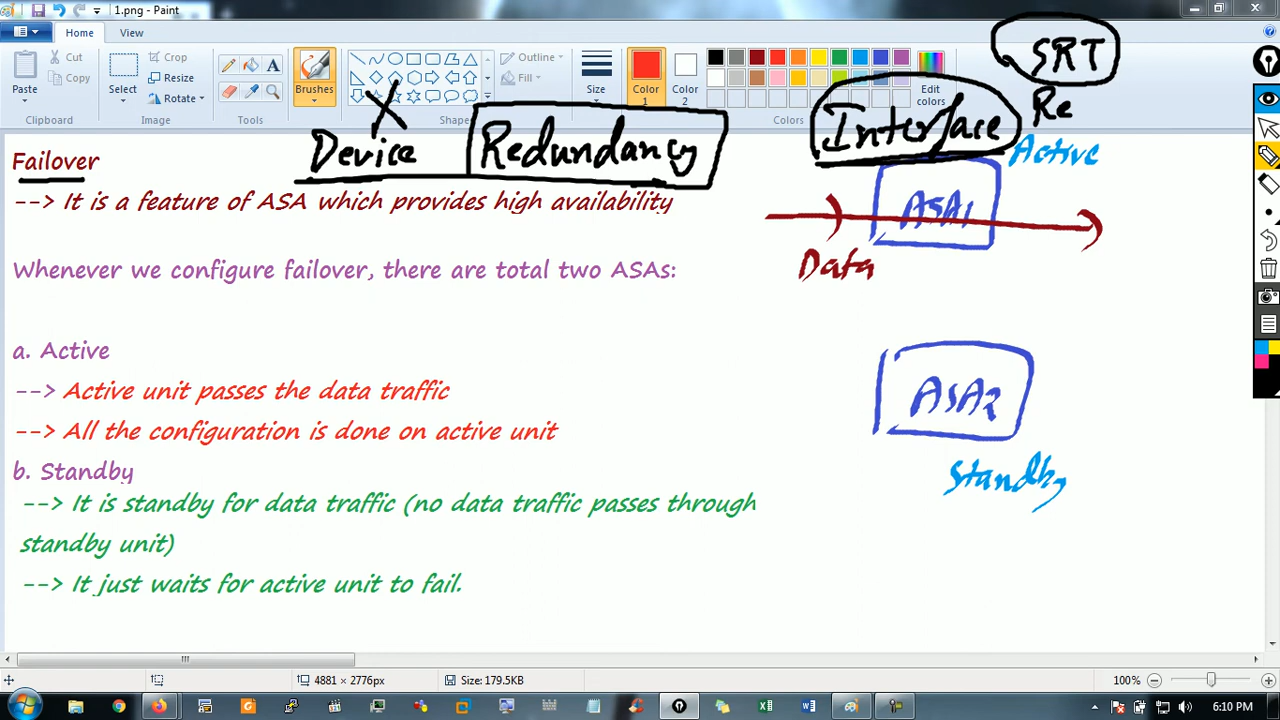 1.png - Paint
Home View
Paste
Cut
Copy
Clipboard
Select
Crop
Resize
Rotate
Image
A
Tools
Brushes
Outline
Fill
Shapes
Size
Color 1
Color 2
Edit colors
Colors
SRT
Re
Device Redundancy Interface
Active
Failover
--> It is a feature of ASA which provides high availability
ASA1
Data
Whenever we configure failover, there are total two ASAs:
a. Active
--> Active unit passes the data traffic
--> All the configuration is done on active unit
ASA2
b. Standby
Standby
--> It is standby for data traffic (no data traffic passes through
standby unit)
--> It just waits for active unit to fail.
4881 × 2776px Size: 179.5KB 100%
6:10 PM